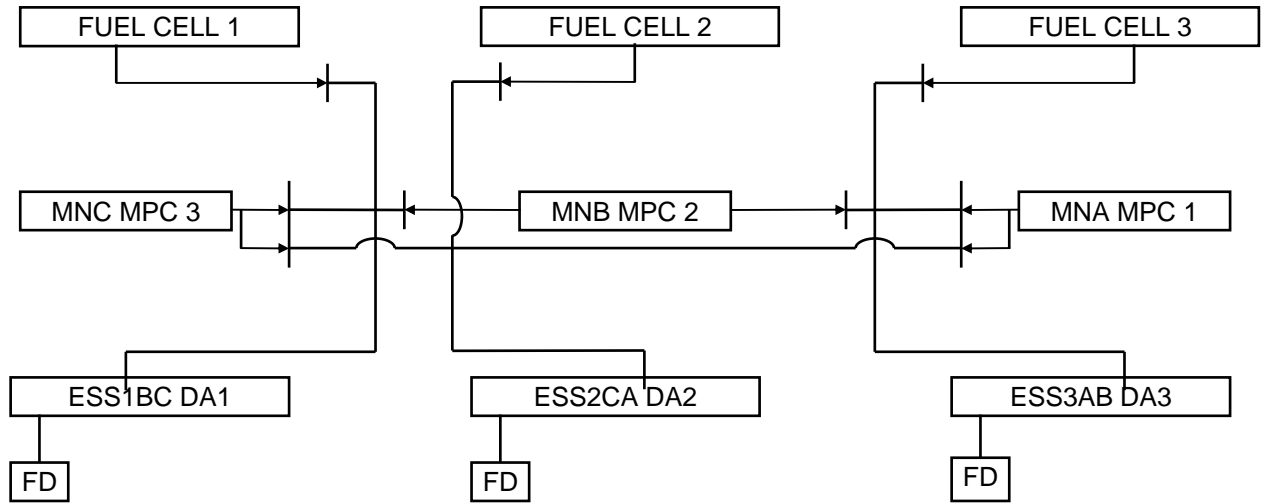 FUEL CELL 1
FUEL CELL 2
FUEL CELL 3
MNC MPC 3
MNB MPC 2
MNA MPC 1
ESS1BC DA1
ESS2CA DA2
ESS3AB DA3
FD
FD
FD